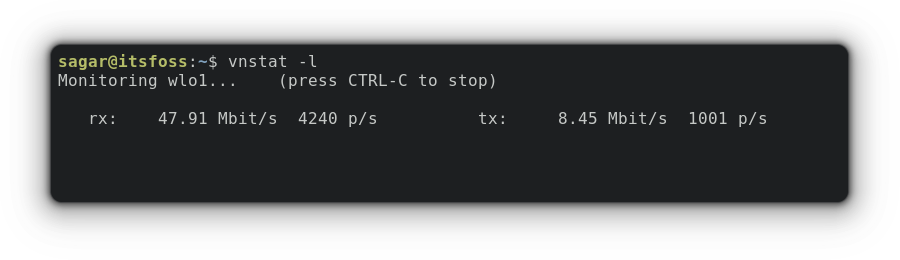 sagar@itsfoss:~$ vnstat -l
Monitoring wlo1...    (press CTRL-C to stop)
   rx:    47.91 Mbit/s  4240 p/s          tx:     8.45 Mbit/s  1001 p/s